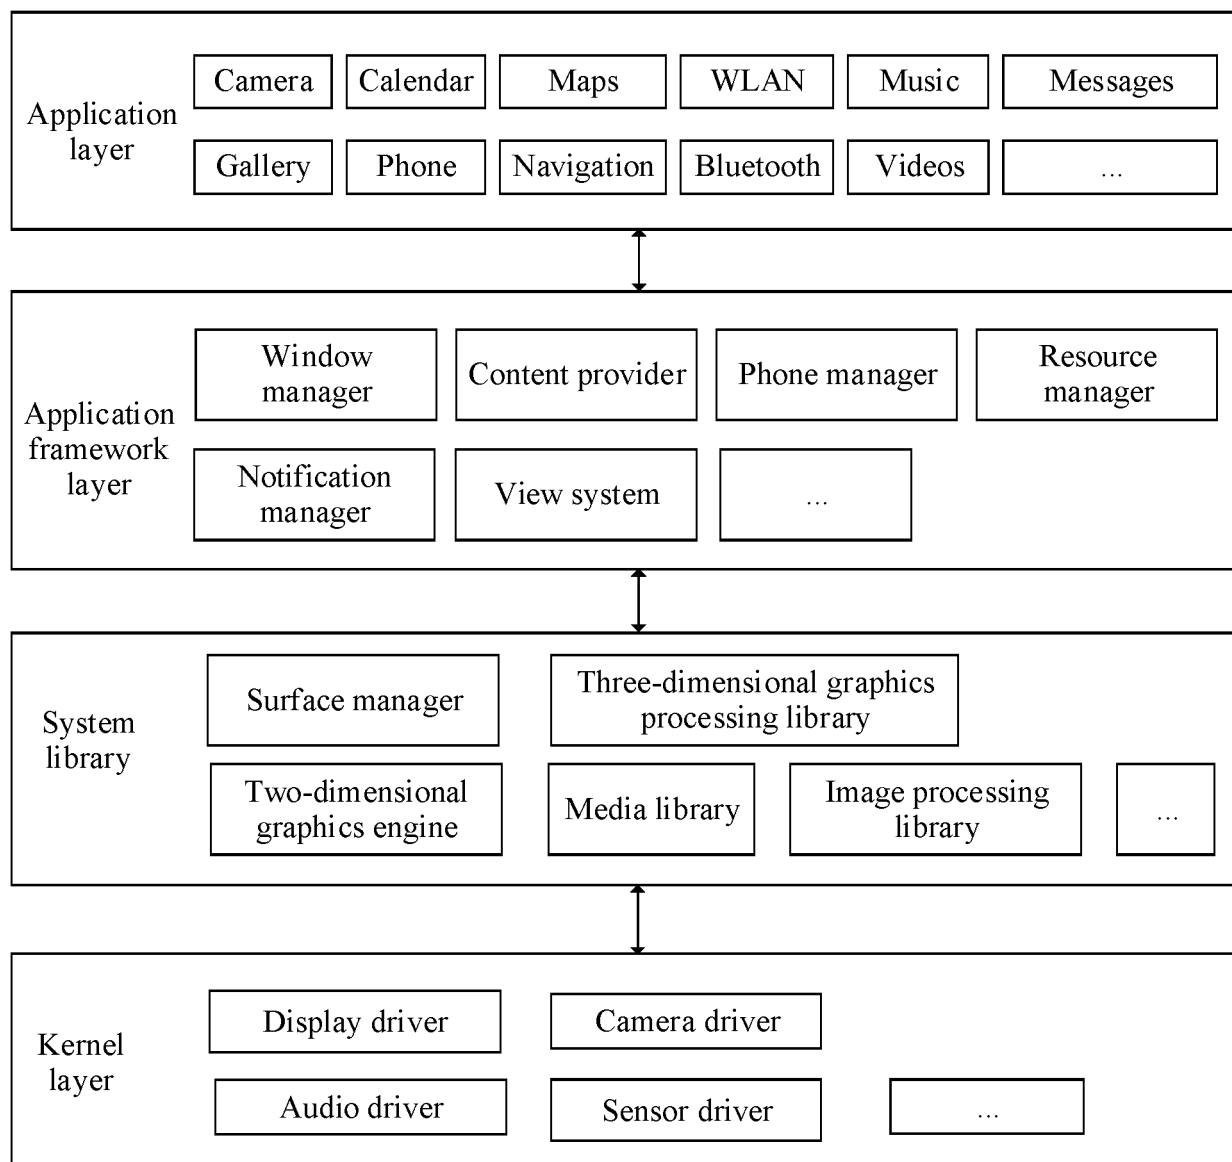 Application
layer
Camera
Calendar
Maps
WLAN
Music
Messages
Gallery
Phone
Navigation
Bluetooth
Videos
...
Application
framework
layer
Window
manager
Content provider
Phone manager
Resource
manager
Notification
manager
View system
...
System
library
Surface manager
Three-dimensional graphics
processing library
Two-dimensional
graphics engine
Media library
Image processing
library
...
Kernel
layer
Display driver
Camera driver
Audio driver
Sensor driver
...